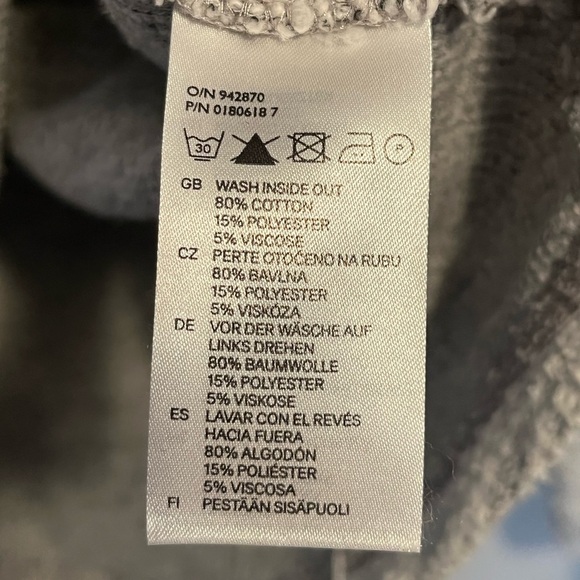 O/N 942870
P/N 0180618 7
30 P
GB WASH INSIDE OUT
80% COTTON
15% POLYESTER
5% VISCOSE
CZ PERTE OTOČENO NA RUBU
80% BAVLNA
15% POLYESTER
5% VISKÓZA
DE VOR DER WÄSCHE AUF
LINKS DREHEN
80% BAUMWOLLE
15% POLYESTER
5% VISKOSE
ES LAVAR CON EL REVÉS
HACIA FUERA
80% ALGODÓN
15% POLIÉSTER
5% VISCOSA
FI PESTÄÄN SISÄPUOLI